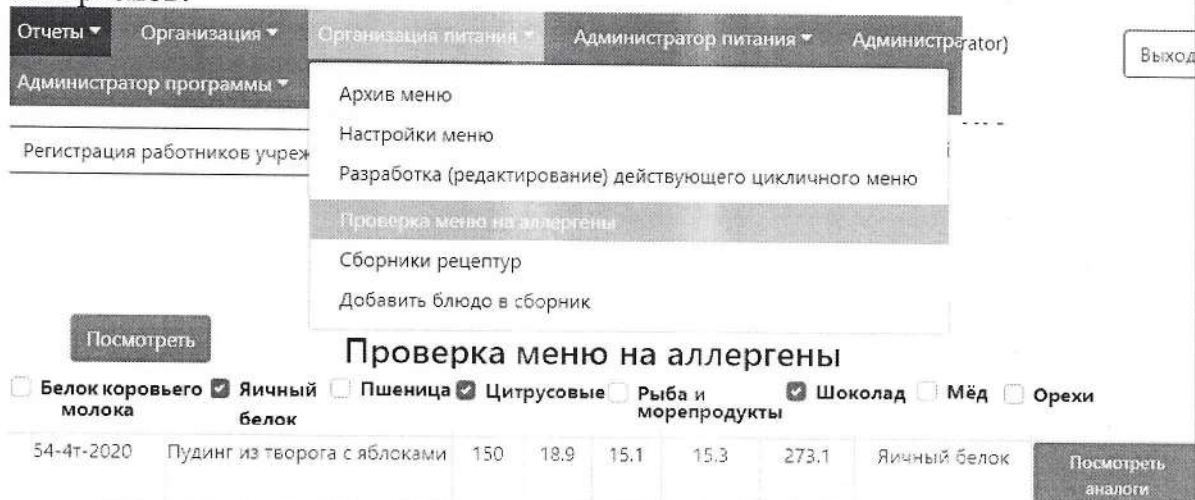 Отчеты Организация Организация питания Администратор питания Администра rator) Выход
Администратор программы
Архив меню
Настройки меню
Регистрация работников учреж
Разработка (редактирование) действующего цикличного меню
Проверка меню на аллергены
Сборники рецептур
Добавить блюдо в сборник
Посмотреть
Проверка меню на аллергены
Белок коровьего молока Яичный белок Пшеница Цитрусовые Рыба и морепродукты Шоколад Мёд Орехи
54-4т-2020 Пудинг из творога с яблоками 150 18.9 15.1 15.3 273.1 Яичный белок Посмотреть аналоги